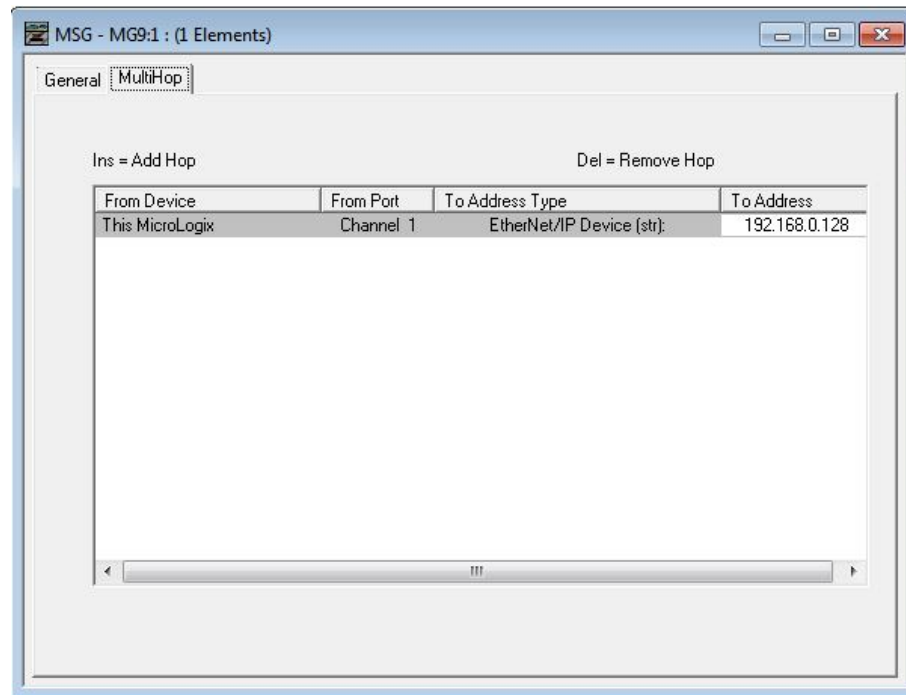 MSG - MG9:1 : (1 Elements)
General MultiHop
Ins = Add Hop Del = Remove Hop
From Device From Port To Address Type To Address
This MicroLogix Channel 1 EtherNet/IP Device (str): 192.168.0.128